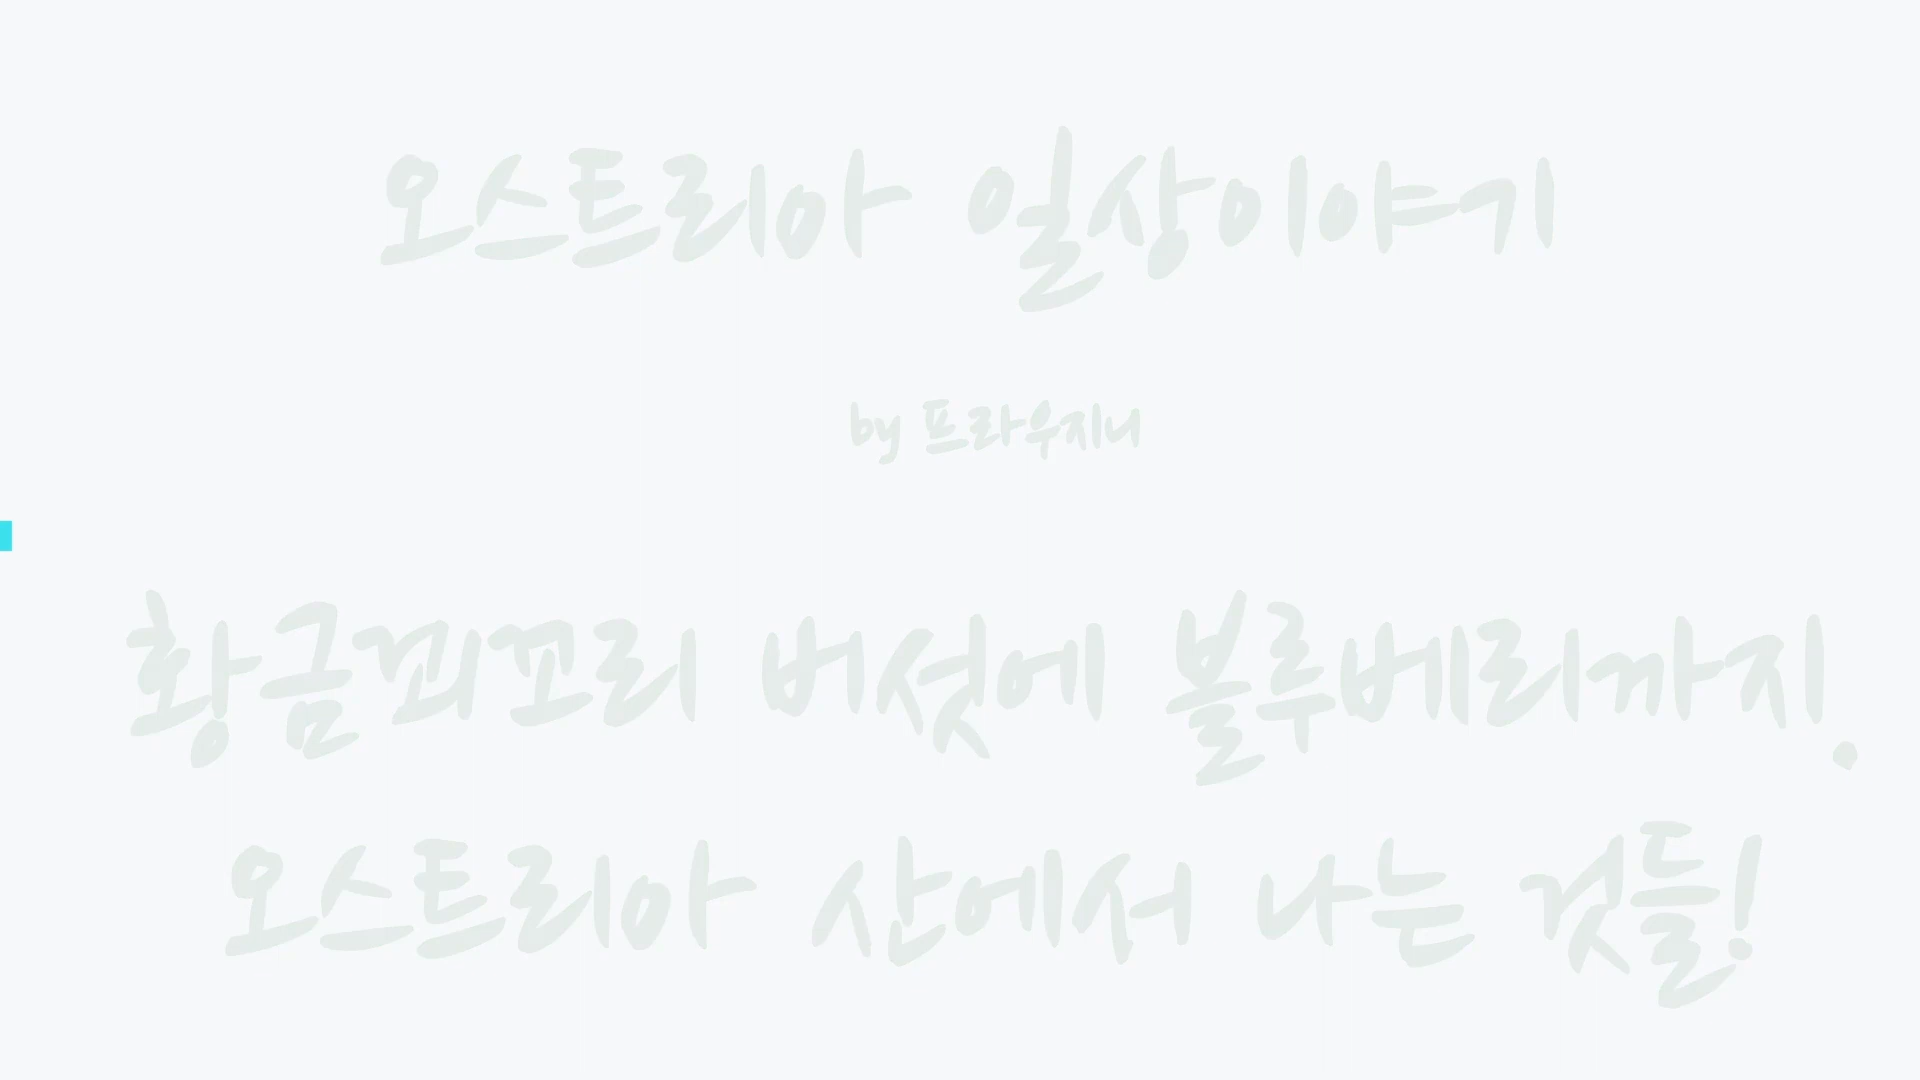 오스트리아 일상이야기
by 프라우지니
황금꾀꼬리 버섯에 블루베리까지.
오스트리아 산에서 나는 것들!